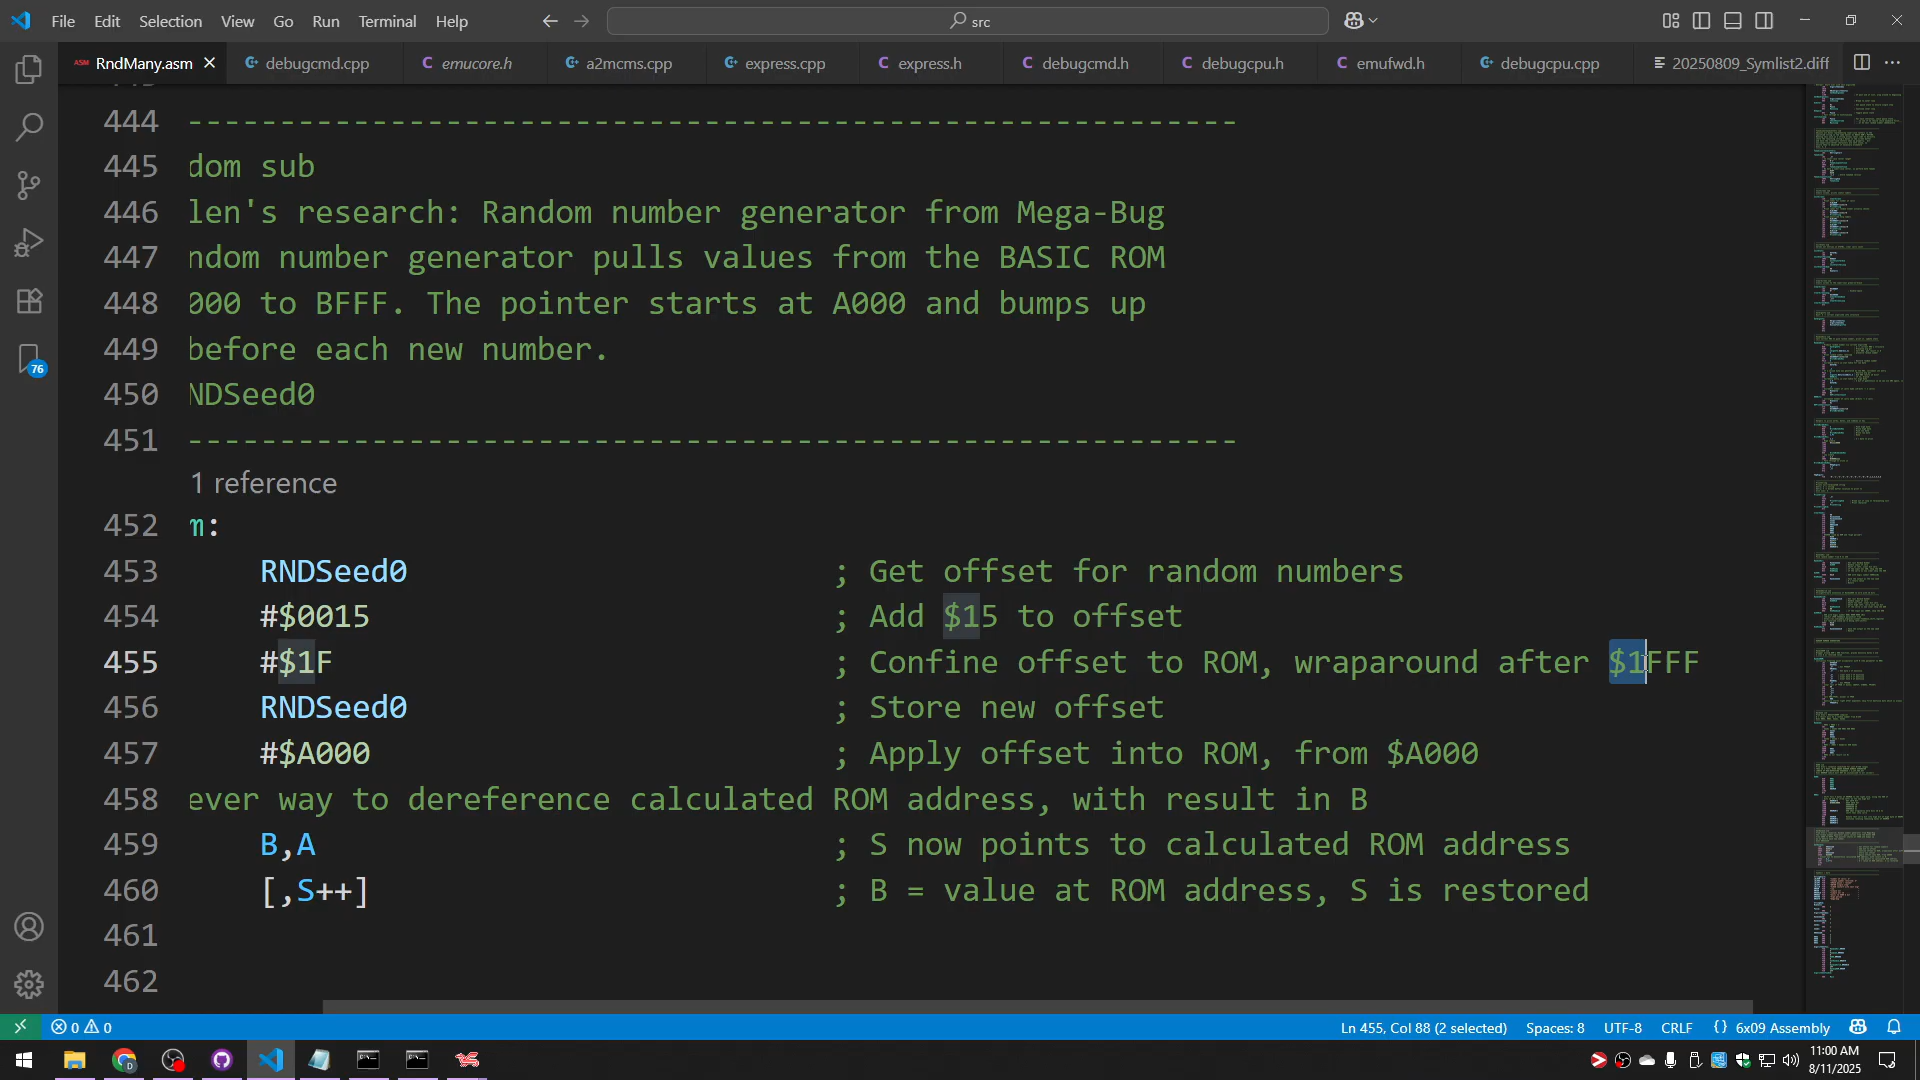 File Edit Selection View Go Run Terminal Help
src
ASM RndMany.asm
debugcmd.cpp
emucore.h
a2mcms.cpp
express.cpp
express.h
debugcmd.h
debugcpu.h
emufwd.h
debugcpu.cpp
20250809_Symlist2.diff
444 ---------------------------------------------------------
445 dom sub
446 len's research: Random number generator from Mega-Bug
447 ndom number generator pulls values from the BASIC ROM
448 000 to BFFF. The pointer starts at A000 and bumps up
449 before each new number.
450 NDSeed0
451 ---------------------------------------------------------
1 reference
452 m:
453 RNDSeed0 ; Get offset for random numbers
454 #$0015 ; Add $15 to offset
455 #$1F ; Confine offset to ROM, wraparound after $1FFF
456 RNDSeed0 ; Store new offset
457 #$A000 ; Apply offset into ROM, from $A000
458 ever way to dereference calculated ROM address, with result in B
459 B,A ; S now points to calculated ROM address
460 [,S++] ; B = value at ROM address, S is restored
461
462
76
0 0
Ln 455, Col 88 (2 selected) Spaces: 8 UTF-8 CRLF {} 6x09 Assembly
11:00 AM
8/11/2025